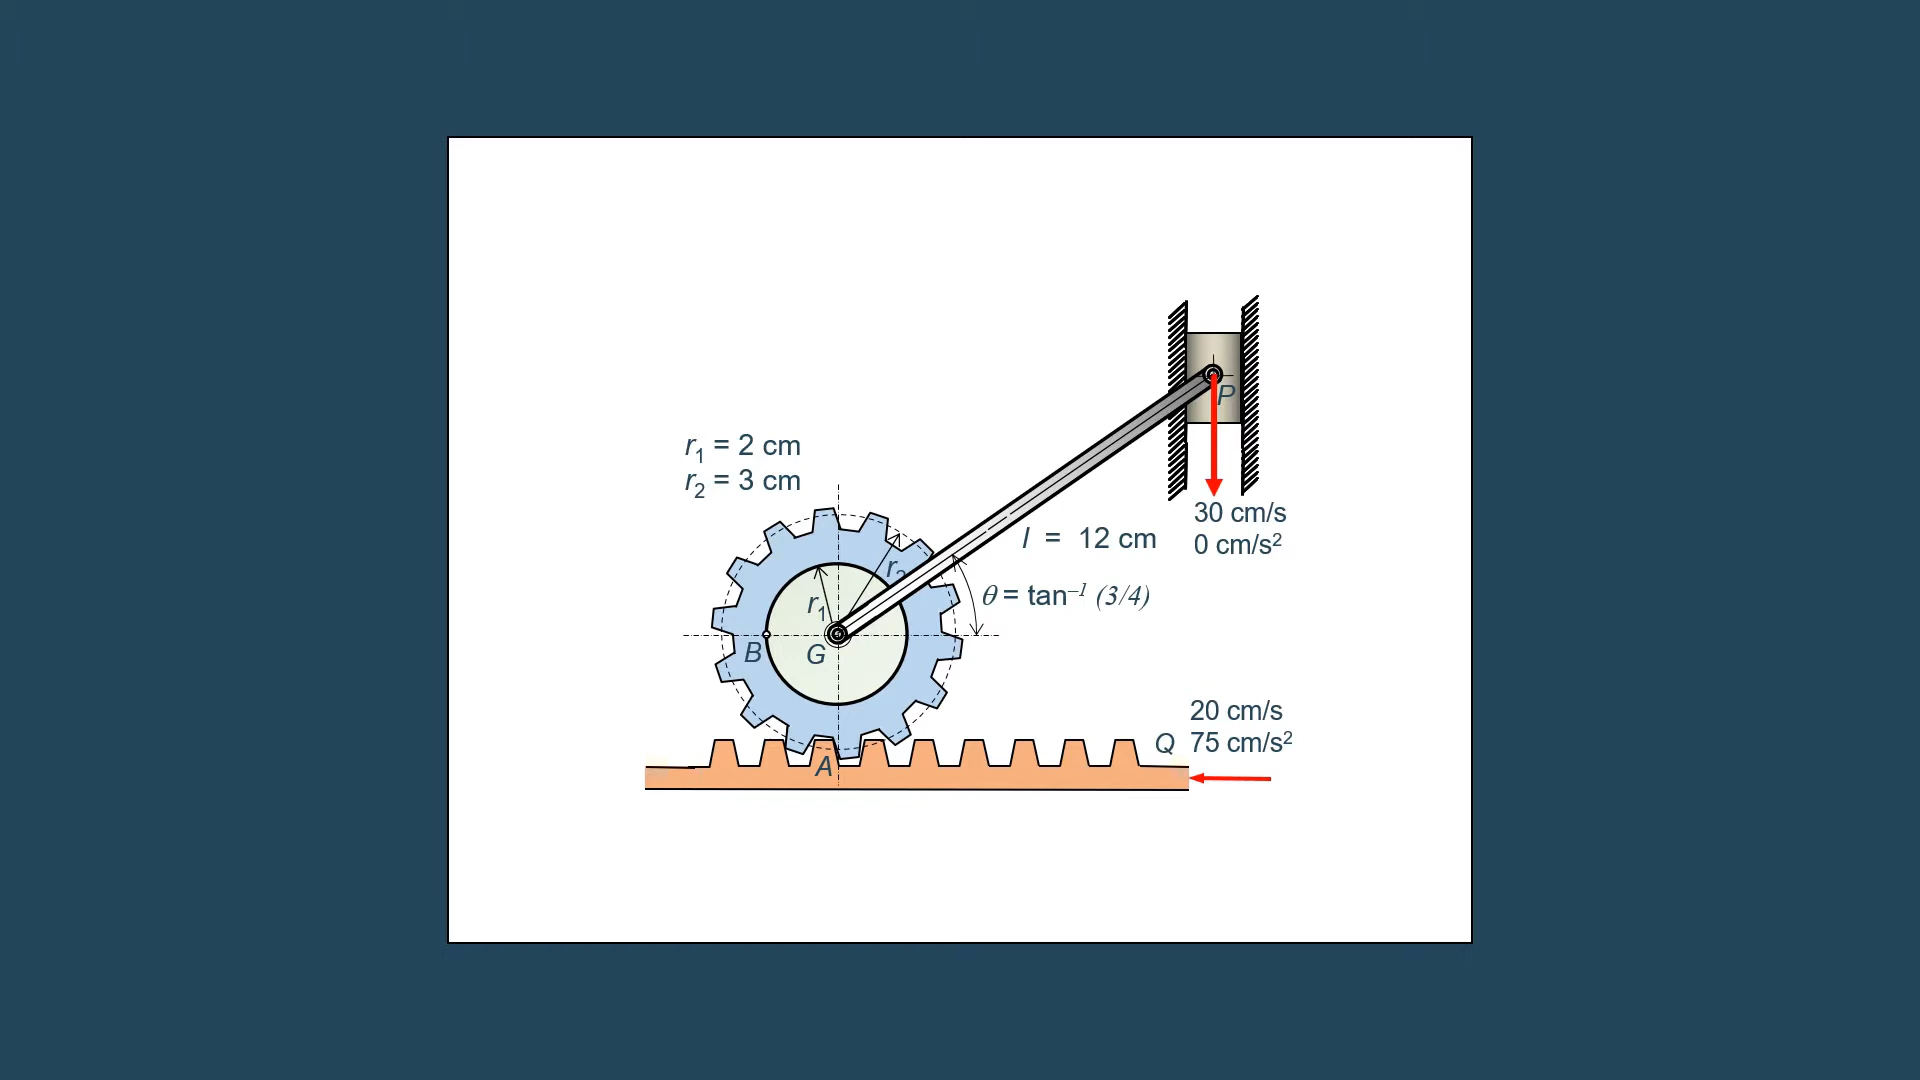 P
r₁ = 2 cm
r₂ = 3 cm
30 cm/s
0 cm/s²
l = 12 cm
r₂
θ = tan⁻¹ (3/4)
r₁
B
G
20 cm/s
Q 75 cm/s²
A